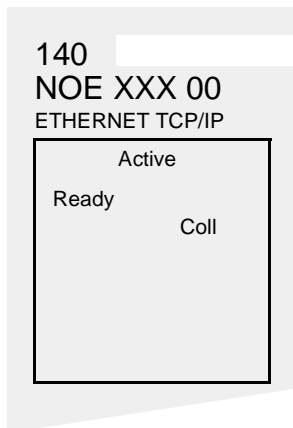 140
NOE XXX 00
ETHERNET TCP/IP
Active
Ready
Coll